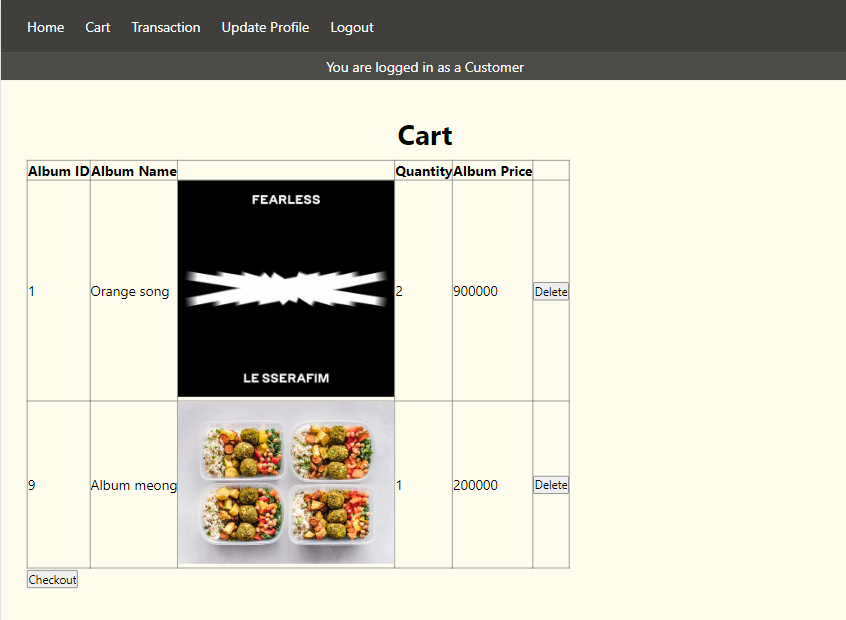 Home Cart Transaction Update Profile Logout
You are logged in as a Customer
Cart
Album ID Album Name Quantity Album Price
FEARLESS
1 Orange song 2 900000 Delete
LE SSERAFIM
9 Album meong 1 200000 Delete
Checkout